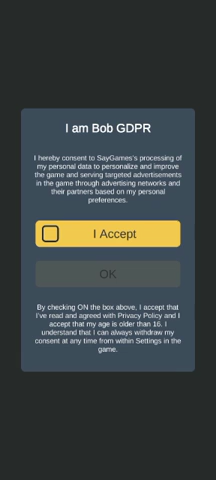 I am Bob GDPR
I hereby consent to SayGames's processing of
my personal data to personalize and improve
the game and serving targeted advertisements
in the game through advertising networks and
their partners based on my personal
preferences.
I Accept
OK
By checking ON the box above, I accept that
I've read and agreed with Privacy Policy and I
accept that my age is older than 16. I
understand that I can always withdraw my
consent at any time from within Settings in the
game.